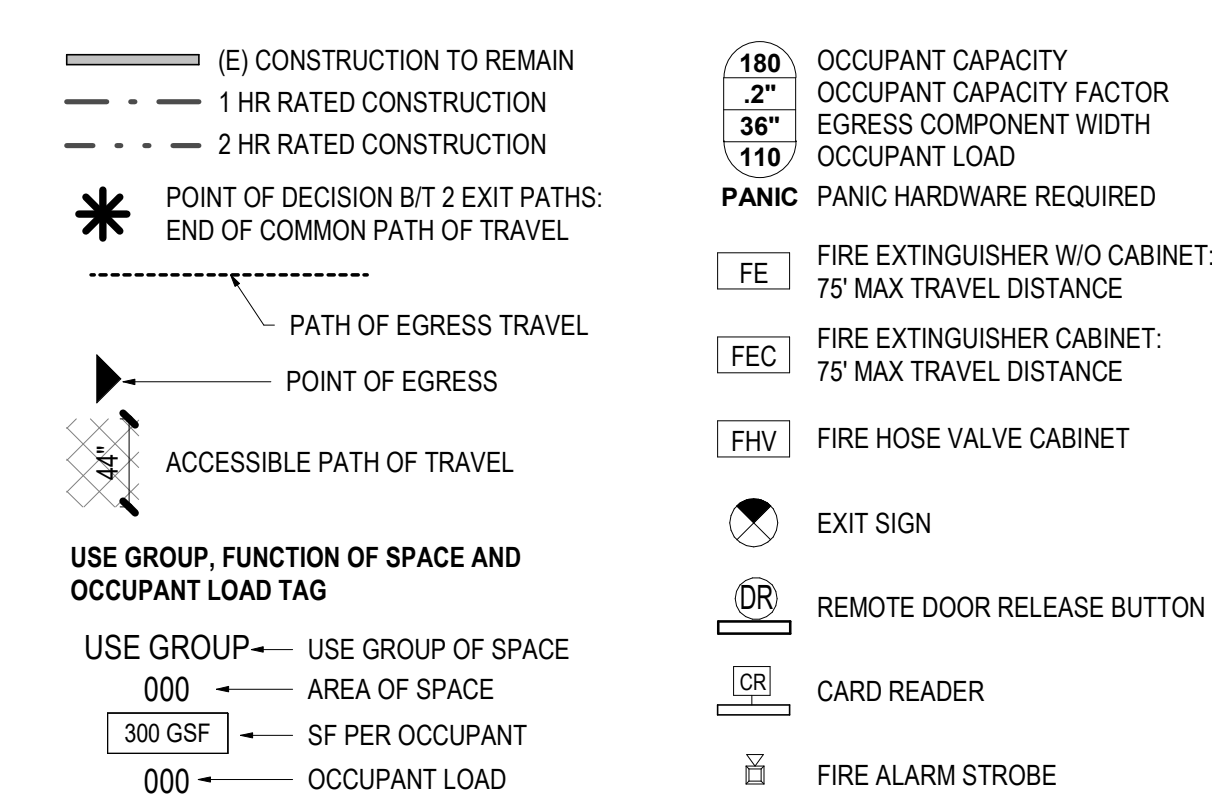 (E) CONSTRUCTION TO REMAIN
1 HR RATED CONSTRUCTION
2 HR RATED CONSTRUCTION
POINT OF DECISION B/T 2 EXIT PATHS:
END OF COMMON PATH OF TRAVEL
PATH OF EGRESS TRAVEL
POINT OF EGRESS
44"
ACCESSIBLE PATH OF TRAVEL
USE GROUP, FUNCTION OF SPACE AND
OCCUPANT LOAD TAG
USE GROUP USE GROUP OF SPACE
000 AREA OF SPACE
300 GSF SF PER OCCUPANT
000 OCCUPANT LOAD
180 OCCUPANT CAPACITY
.2" OCCUPANT CAPACITY FACTOR
36" EGRESS COMPONENT WIDTH
110 OCCUPANT LOAD
PANIC PANIC HARDWARE REQUIRED
FE FIRE EXTINGUISHER W/O CABINET:
75' MAX TRAVEL DISTANCE
FEC FIRE EXTINGUISHER CABINET:
75' MAX TRAVEL DISTANCE
FHV FIRE HOSE VALVE CABINET
EXIT SIGN
DR REMOTE DOOR RELEASE BUTTON
CR CARD READER
FIRE ALARM STROBE